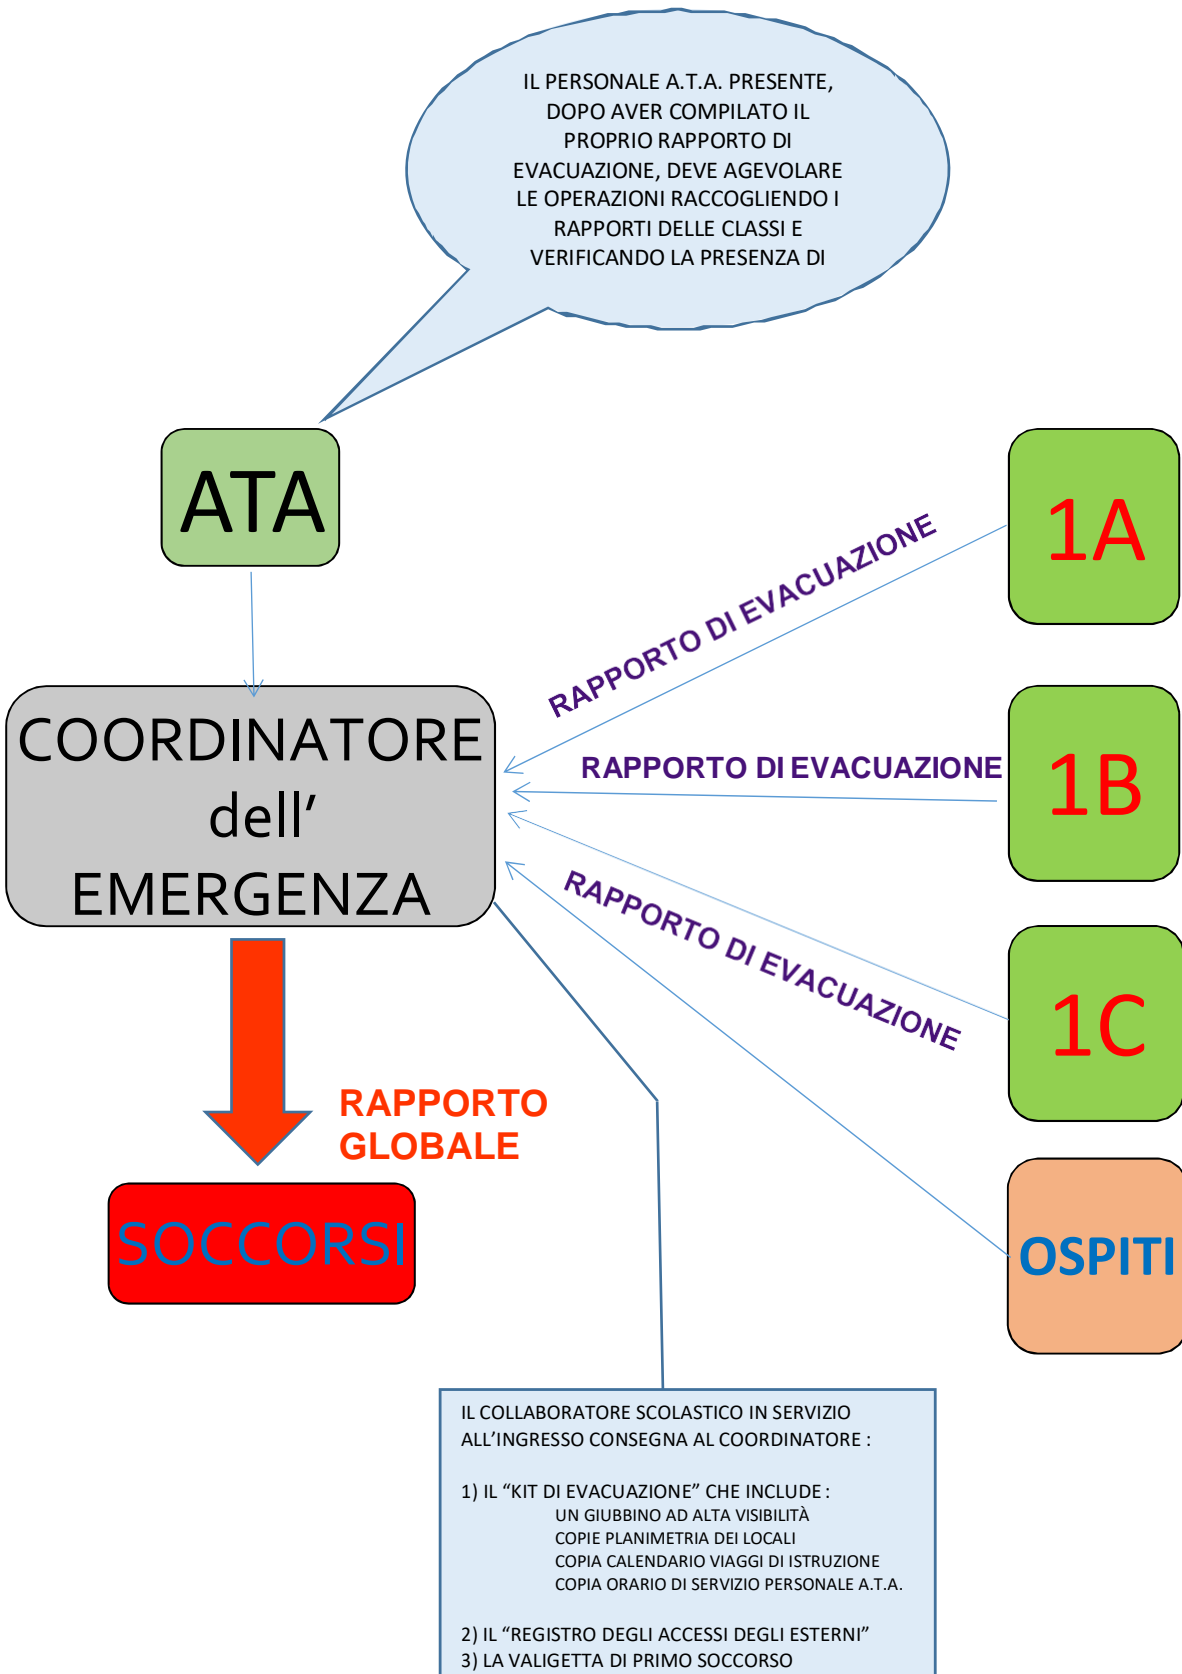 IL PERSONALE A.T.A. PRESENTE,
DOPO AVER COMPILATO IL
PROPRIO RAPPORTO DI
EVACUAZIONE, DEVE AGEVOLARE
LE OPERAZIONI RACCOGLIENDO I
RAPPORTI DELLE CLASSI E
VERIFICANDO LA PRESENZA DI
ATA
1A
RAPPORTO DI EVACUAZIONE
COORDINATORE
dell’
EMERGENZA
RAPPORTO DI EVACUAZIONE
1B
RAPPORTO DI EVACUAZIONE
1C
RAPPORTO
GLOBALE
SOCCORSI
OSPITI
IL COLLABORATORE SCOLASTICO IN SERVIZIO
ALL’INGRESSO CONSEGNA AL COORDINATORE :
1) IL “KIT DI EVACUAZIONE” CHE INCLUDE :
UN GIUBBINO AD ALTA VISIBILITÀ
COPIE PLANIMETRIA DEI LOCALI
COPIA CALENDARIO VIAGGI DI ISTRUZIONE
COPIA ORARIO DI SERVIZIO PERSONALE A.T.A.
2) IL “REGISTRO DEGLI ACCESSI DEGLI ESTERNI”
3) LA VALIGETTA DI PRIMO SOCCORSO